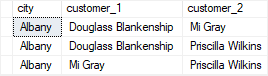 city customer_1 customer_2
Albany Douglass Blankenship Mi Gray
Albany Douglass Blankenship Priscilla Wilkins
Albany Mi Gray Priscilla Wilkins